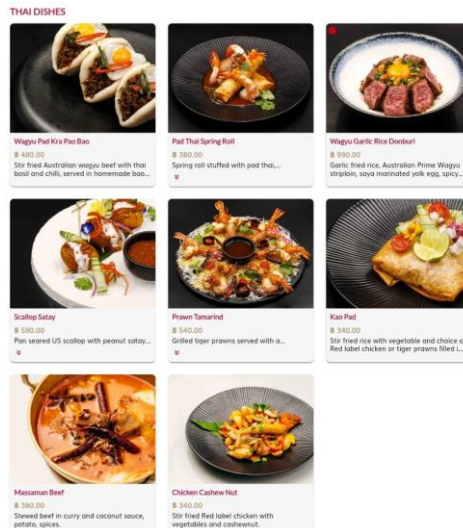 THAI DISHES
Wagyu Pad Kra Pao Bao
฿ 480.00
Stir fried Australian wagyu beef with thai
basil and chilli, served in homemade bao...
Pad Thai Spring Roll
฿ 380.00
Spring roll stuffed with pad thai,...
Wagyu Garlic Rice Donburi
฿ 990.00
Garlic fried rice, Australian Prime Wagyu
striploin, soya marinated yolk egg, spicy...
Scallop Satay
฿ 590.00
Pan seared US scallop with peanut satay...
Prawn Tamarind
฿ 540.00
Grilled tiger prawns served with a...
Kao Pad
฿ 340.00
Stir fried rice with vegetable and choice o
Red label chicken or tiger prawns filled i...
Massaman Beef
฿ 380.00
Stewed beef in curry and coconut sauce,
potato, spices.
Chicken Cashew Nut
฿ 340.00
Stir fried Red label chicken with
vegetables and cashewnut.